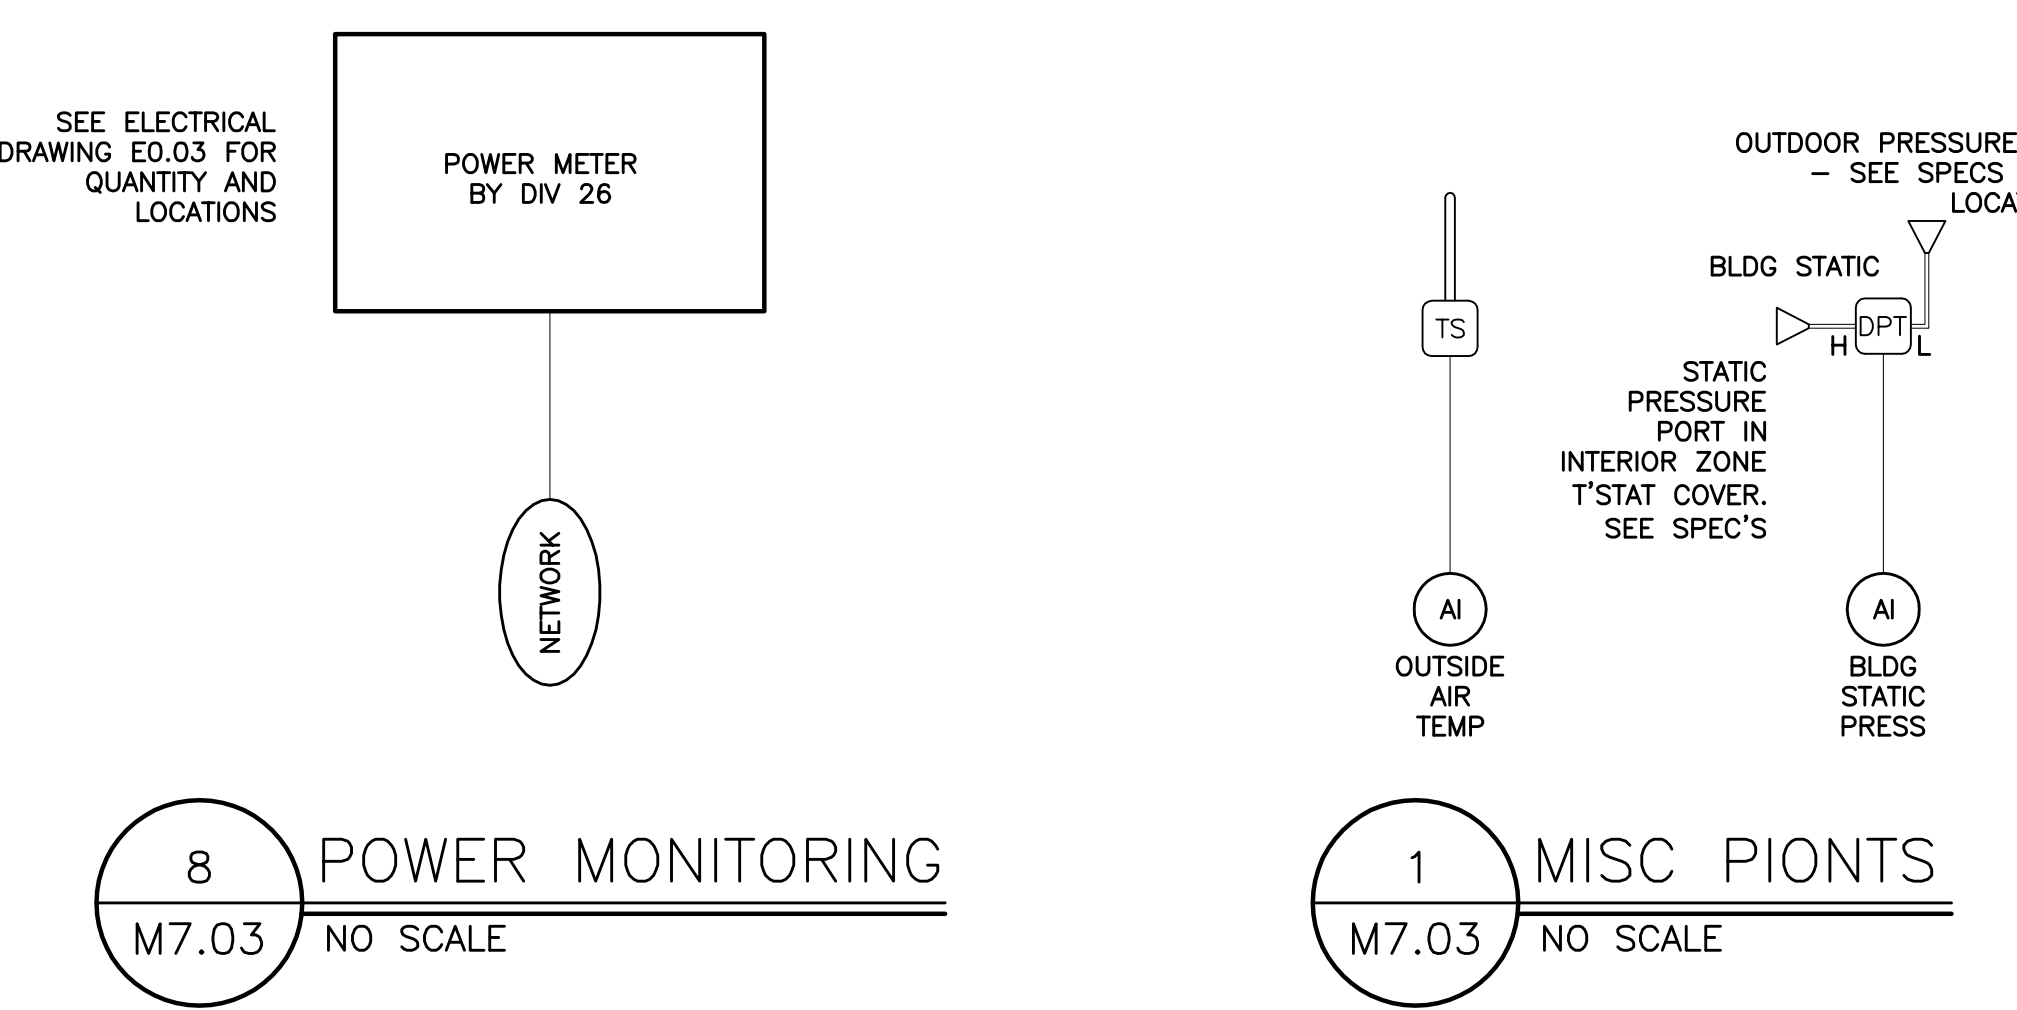 SEE ELECTRICAL
DRAWING E0.03 FOR
QUANTITY AND
LOCATIONS
POWER METER
BY DIV 26
NETWORK
8
M7.03
POWER MONITORING
NO SCALE
TS
AI
OUTSIDE
AIR
TEMP
OUTDOOR PRESSURE
- SEE SPECS
BLDG STATIC
DPT
H
L
STATIC
PRESSURE
PORT IN
INTERIOR ZONE
T'STAT COVER.
SEE SPEC'S
AI
BLDG
STATIC
PRESS
1
M7.03
MISC PIONTS
NO SCALE